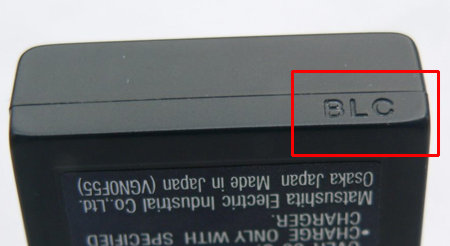 BLC
•CHARGE ONLY WITH SPECIFIED
CHARGER.
Matsushita Electric Industrial Co.,Ltd.
Osaka Japan Made in Japan (VGN0F55)